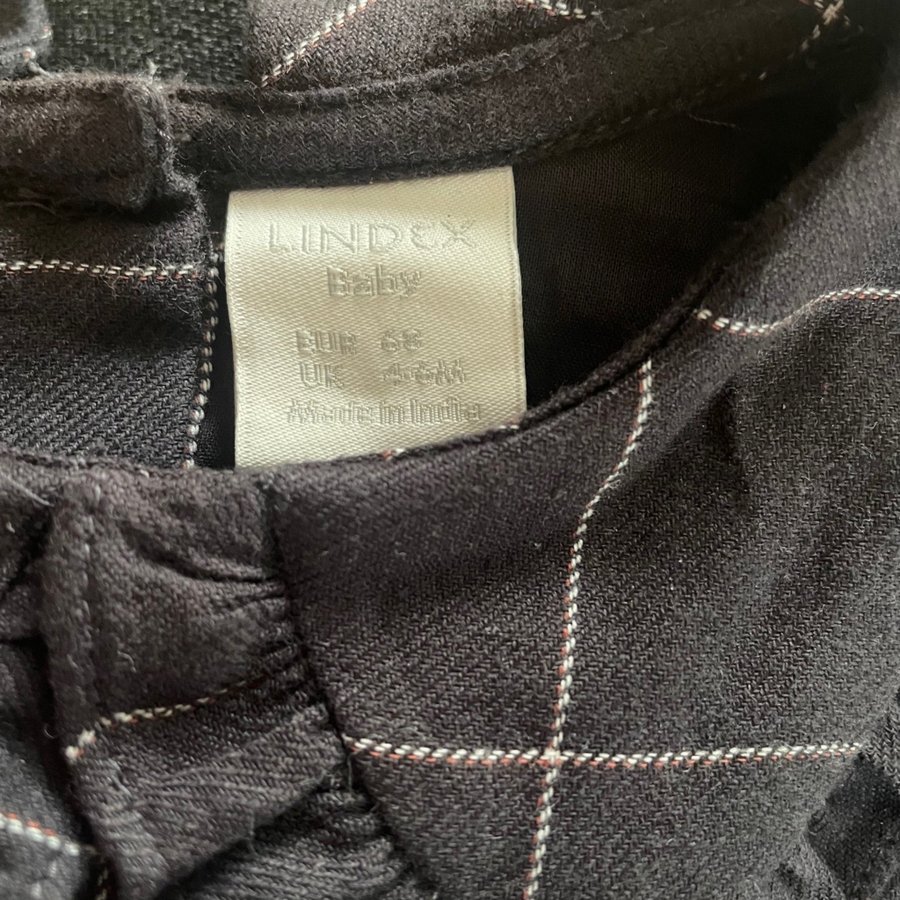 LINDEX
Baby
EUR 68
UK 4-6M
Made in India